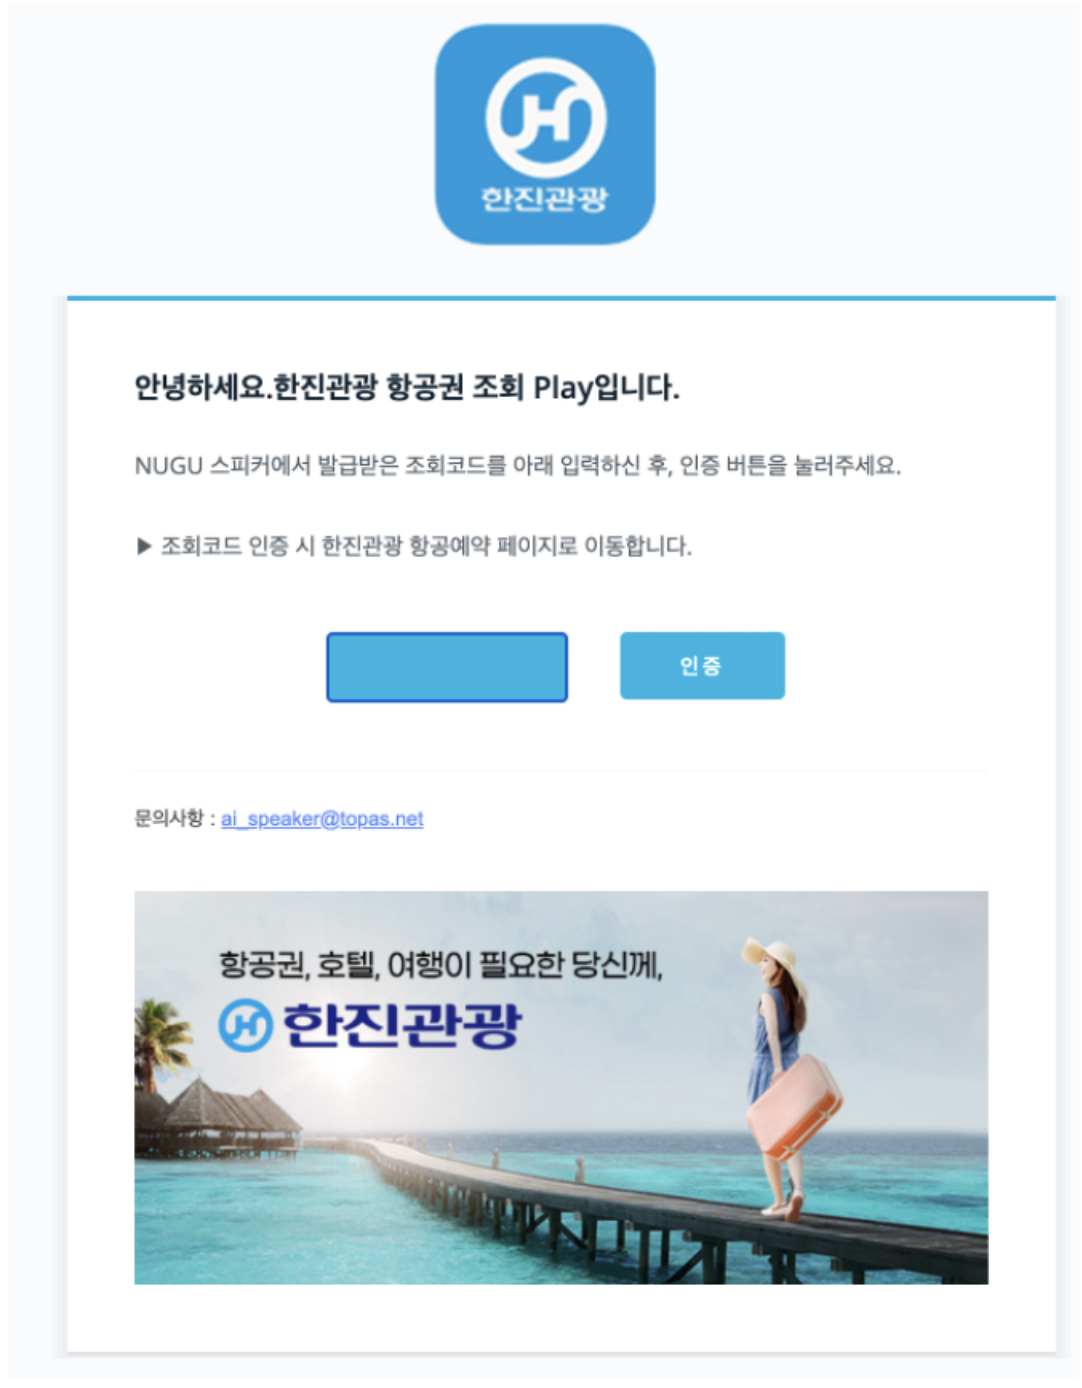 한진관광
안녕하세요.한진관광 항공권 조회 Play입니다.
NUGU 스피커에서 발급받은 조회코드를 아래 입력하신 후, 인증 버튼을 눌러주세요.
▶ 조회코드 인증 시 한진관광 항공예약 페이지로 이동합니다.
인증
문의사항 : ai_speaker@topas.net
항공권, 호텔, 여행이 필요한 당신께,
한진관광